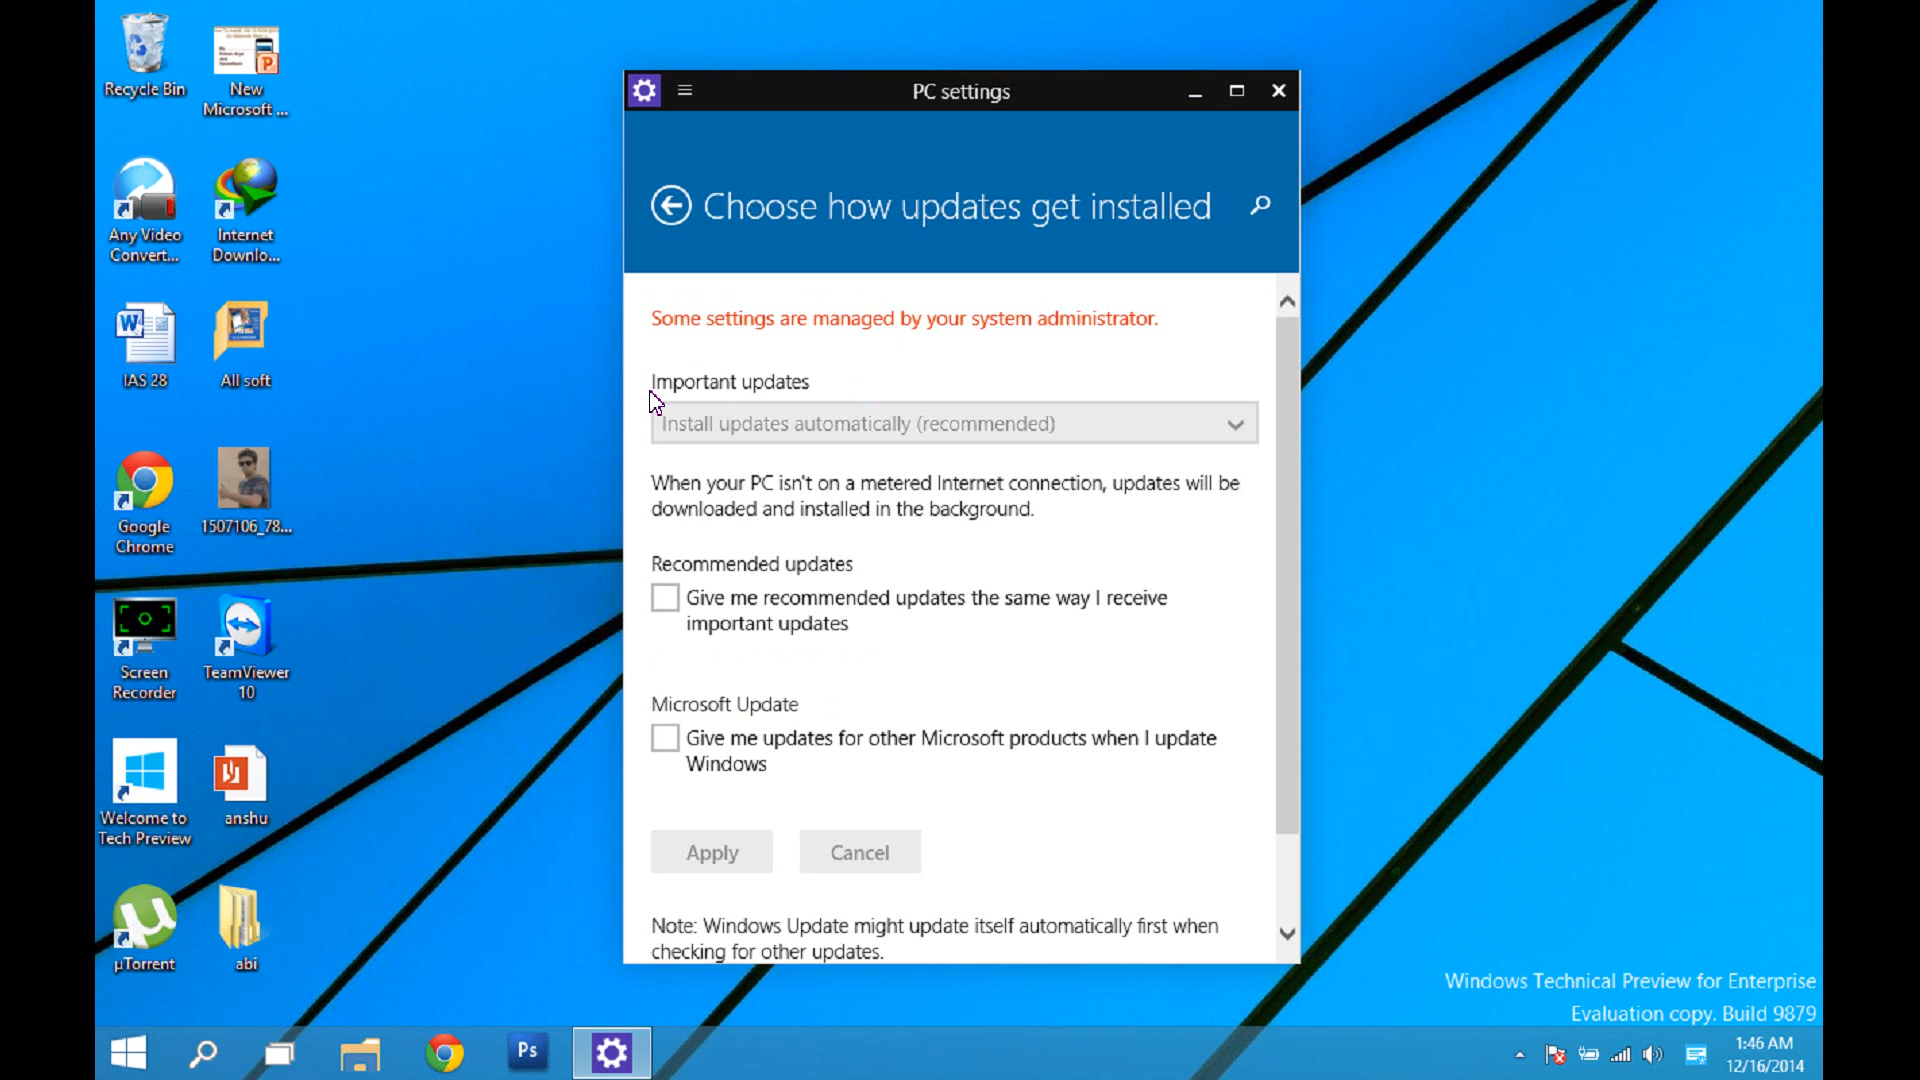 Recycle Bin
New
Microsoft ...
Any Video
Convert...
Internet
Downlo...
W
IAS 28
All soft
Google
Chrome
1507106_78...
Screen
Recorder
TeamViewer
10
Welcome to
Tech Preview
anshu
µTorrent
abi
PC settings
Choose how updates get installed
Some settings are managed by your system administrator.
Important updates
Install updates automatically (recommended)
When your PC isn't on a metered Internet connection, updates will be
downloaded and installed in the background.
Recommended updates
Give me recommended updates the same way I receive
important updates
Microsoft Update
Give me updates for other Microsoft products when I update
Windows
Apply
Cancel
Note: Windows Update might update itself automatically first when
checking for other updates.
Windows Technical Preview for Enterprise
Evaluation copy. Build 9879
Ps
1:46 AM
12/16/2014